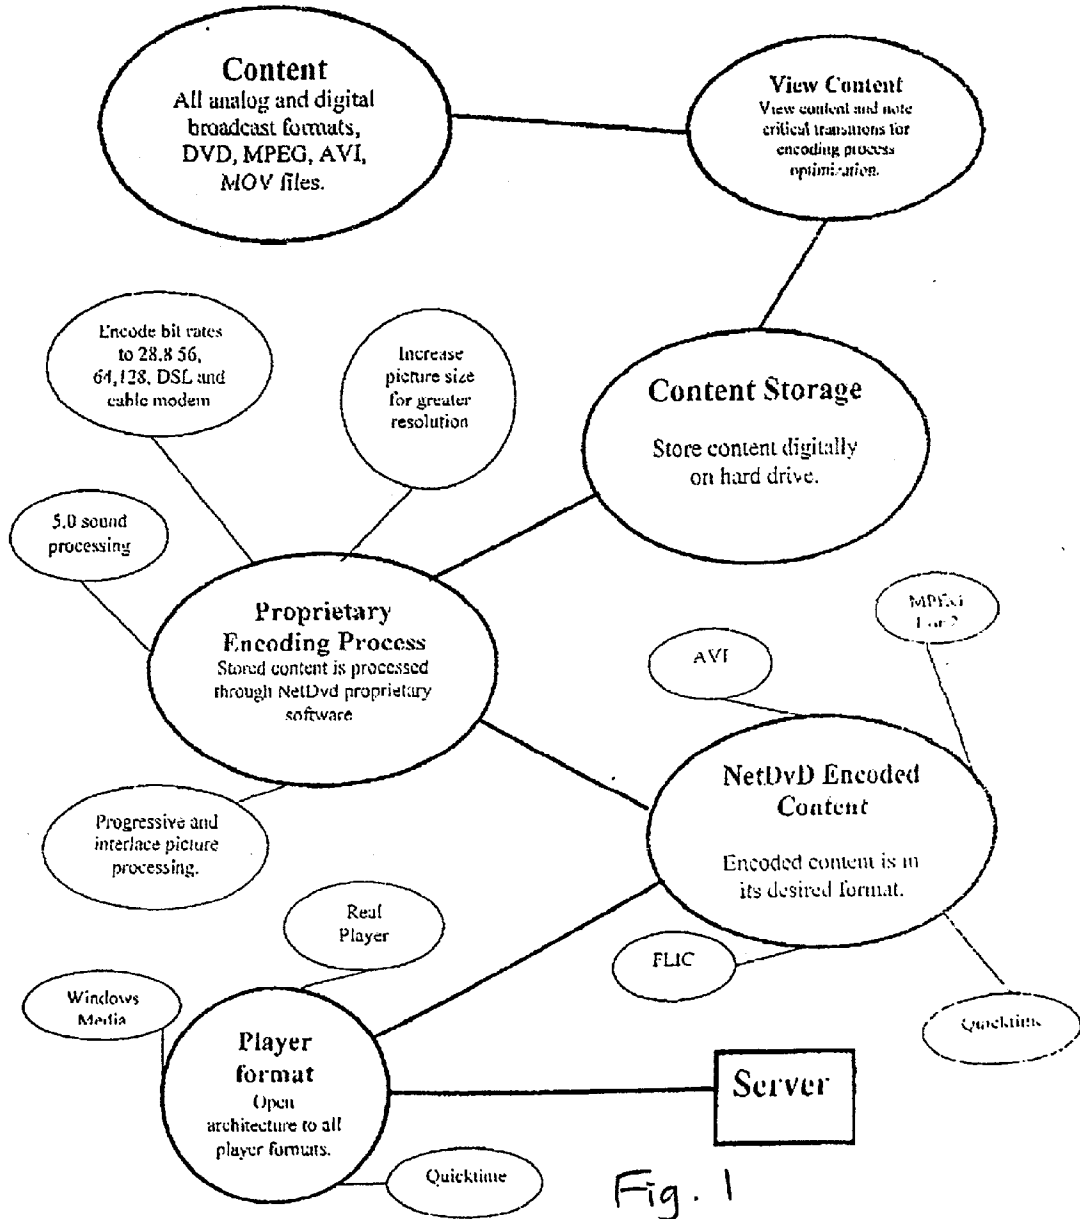 Content
All analog and digital
broadcast formats,
DVD, MPEG, AVI,
MOV files.
View Content
View content and note
critical transitions for
encoding process
optimization.
Encode bit rates
to 28.8 56,
64,128, DSL and
cable modem
Increase
picture size
for greater
resolution
Content Storage
Store content digitally
on hard drive.
5.0 sound
processing
Proprietary
Encoding Process
Stored content is processed
through NetDvd proprietary
software
MPEG
1 or 2
AVI
NetDvD Encoded
Content
Encoded content is in
its desired format.
Progressive and
interlace picture
processing.
Real
Player
FLIC
Windows
Media
Quicktime
Player
format
Open
architecture to all
player formats.
Server
Quicktime
Fig. 1